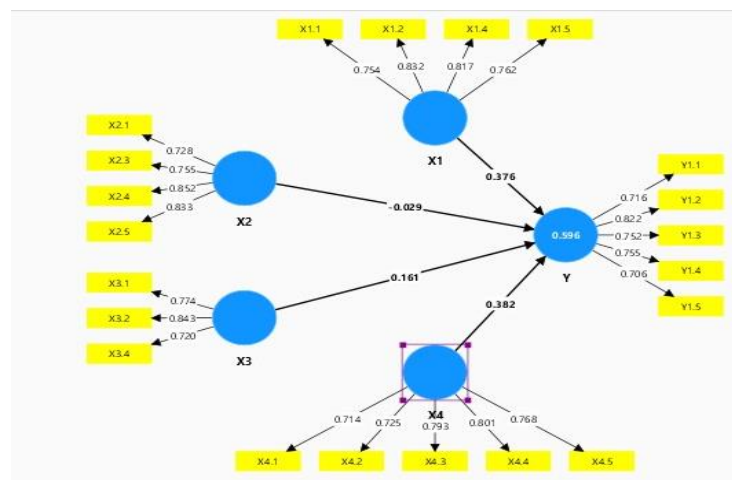 X1.1 X1.2 X1.4 X1.5
0.754 0.832 0.817 0.762
X1
0.376
X2.1
X2.3
X2.4
X2.5
0.728
0.755
0.852
0.833
X2
-0.029
X3.1
X3.2
X3.4
0.774
0.843
0.720
X3
0.161
0.596
Y
Y1.1
Y1.2
Y1.3
Y1.4
Y1.5
0.716
0.822
0.752
0.755
0.706
0.382
X4
0.714 0.725 0.793 0.801 0.768
X4.1 X4.2 X4.3 X4.4 X4.5